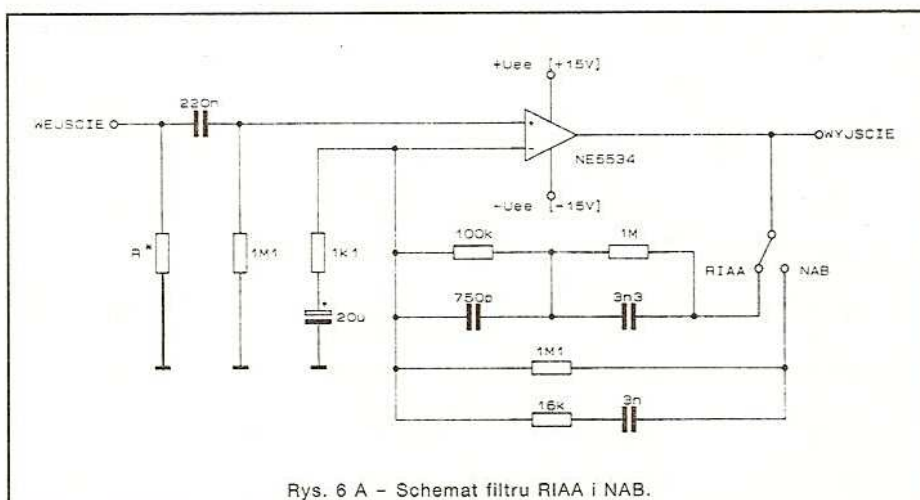 +Uee [+15V]
220n
WEJSCIE
+
-
NE5534
WYJSCIE
-Uee [-15V]
R*
1M1
1K1
+
20u
100k
1M
RIAA
NAB
750p
3n3
1M1
16k
3n
Rys. 6 A – Schemat filtru RIAA i NAB.